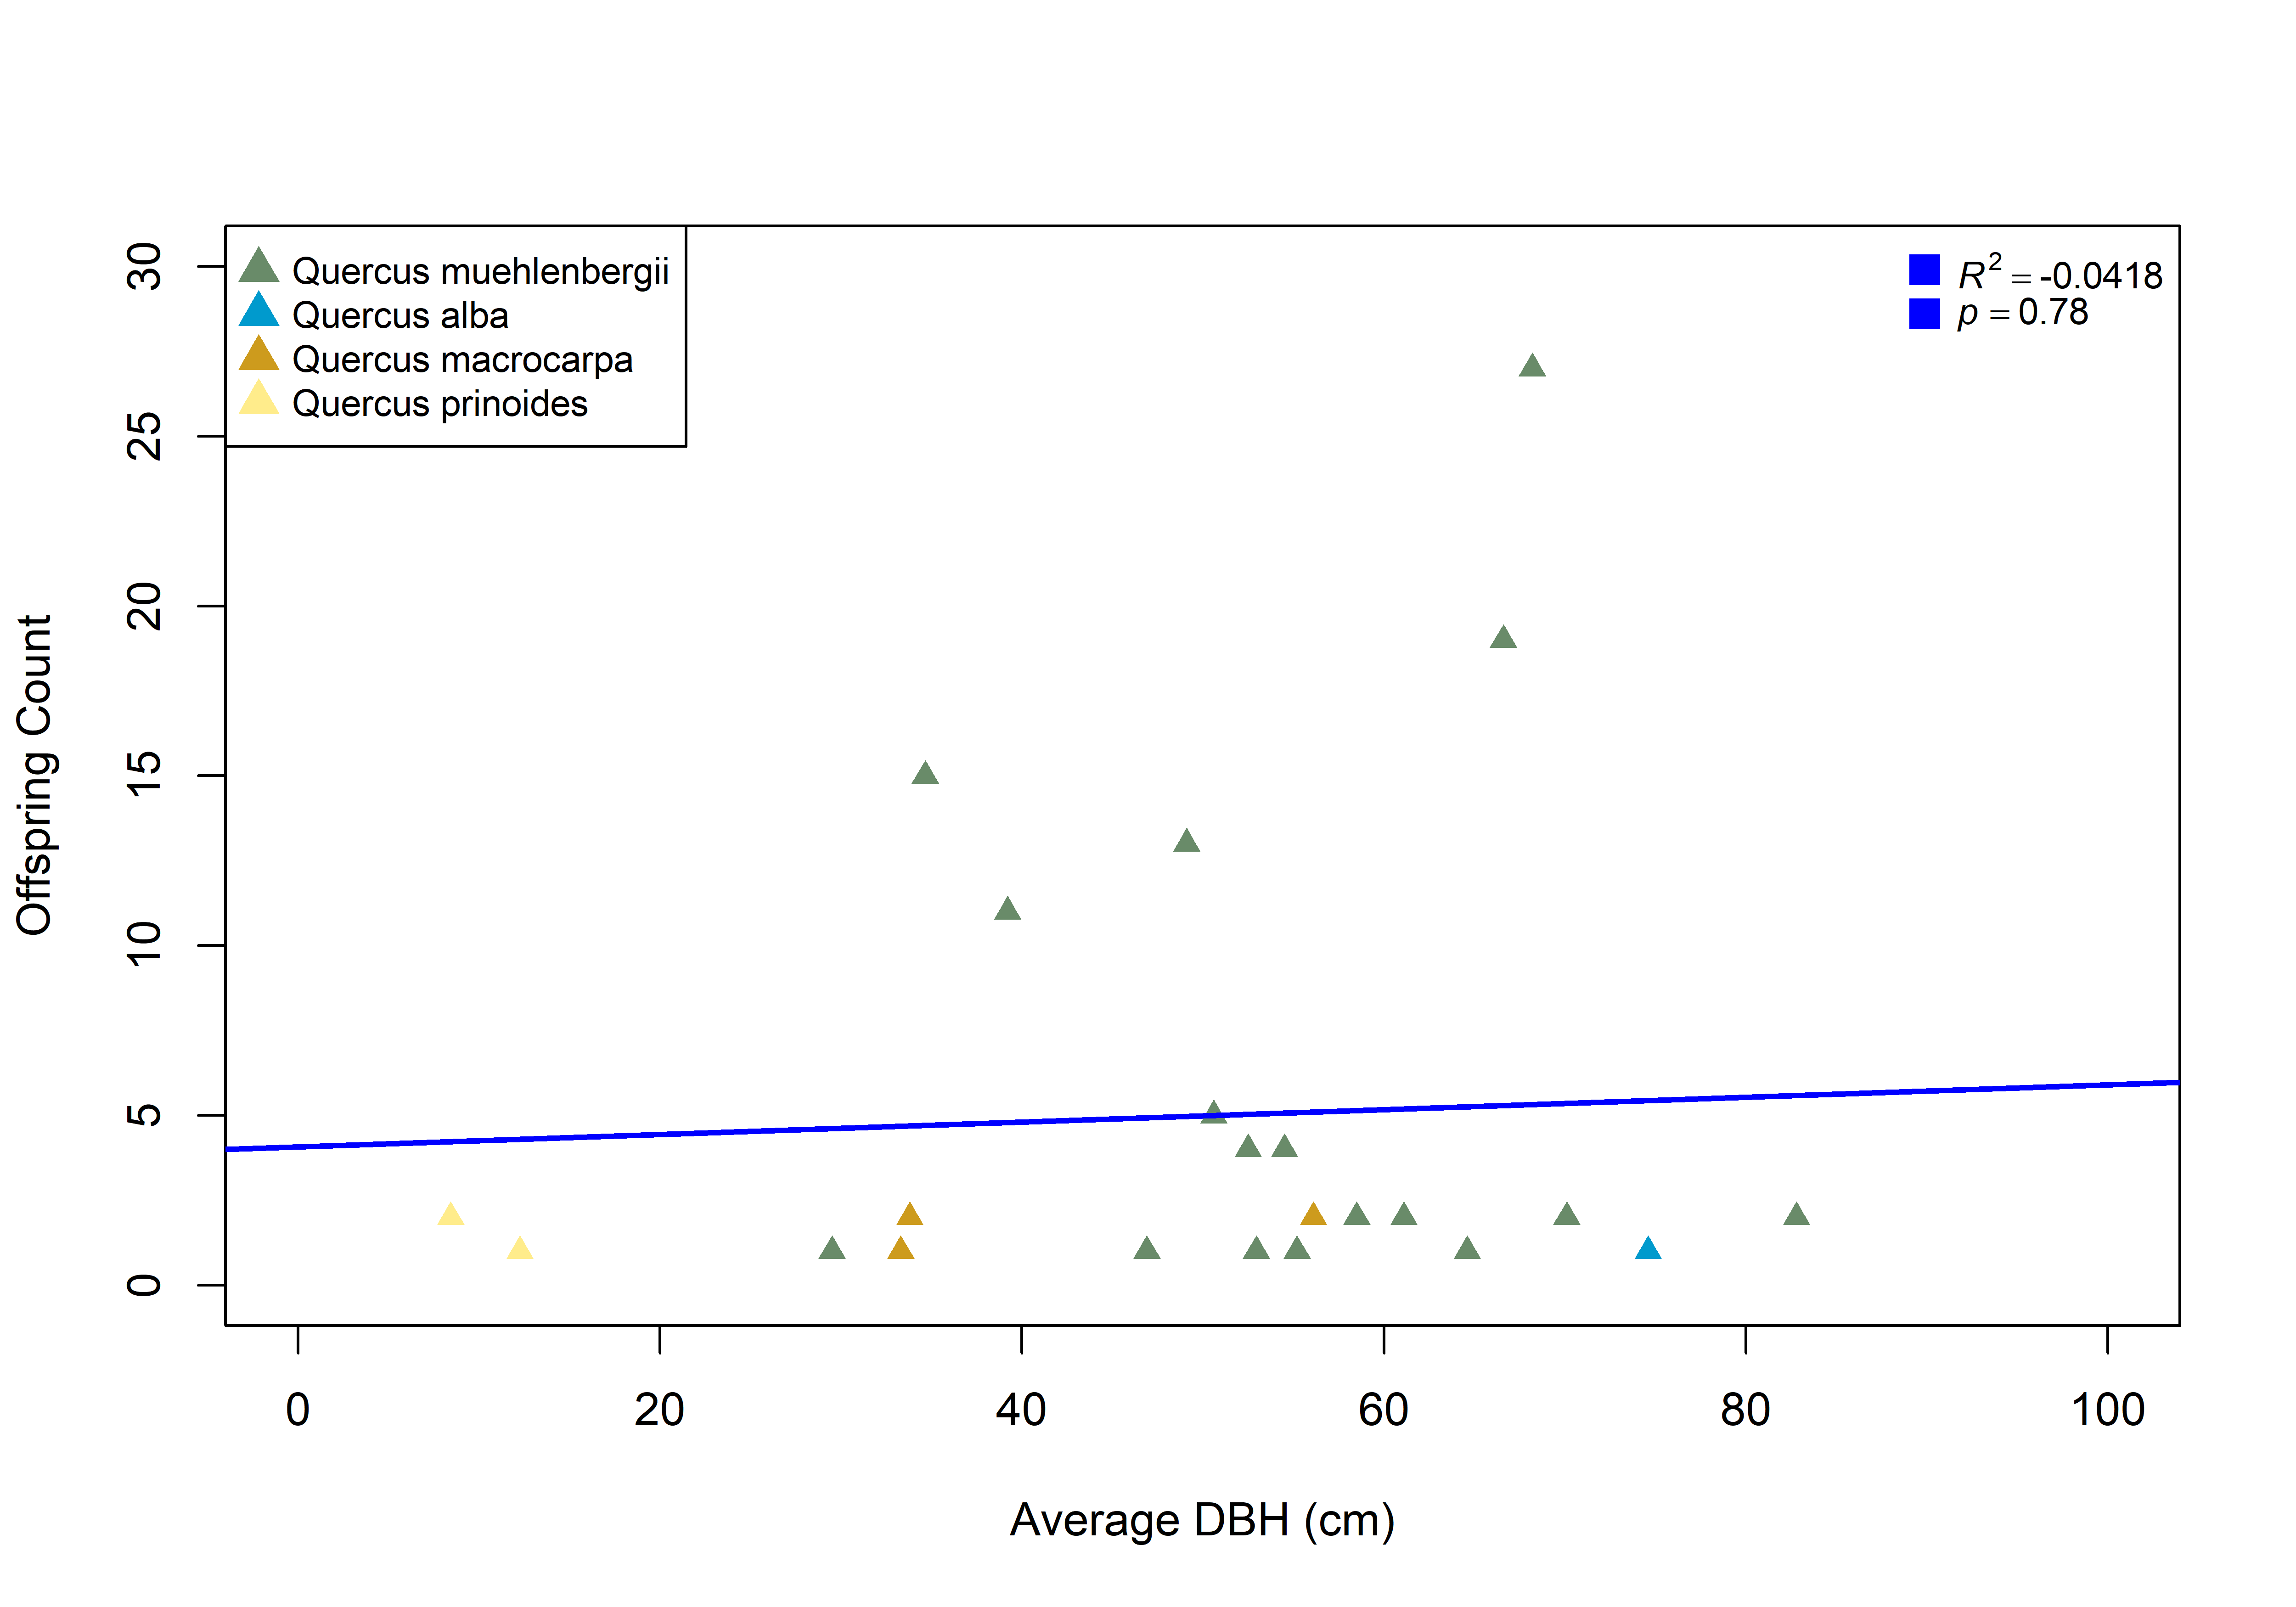 Quercus muehlenbergii
Quercus alba
Quercus macrocarpa
Quercus prinoides
R² = -0.0418
p = 0.78
Offspring Count
30
25
20
15
10
5
0
0 20 40 60 80 100
Average DBH (cm)